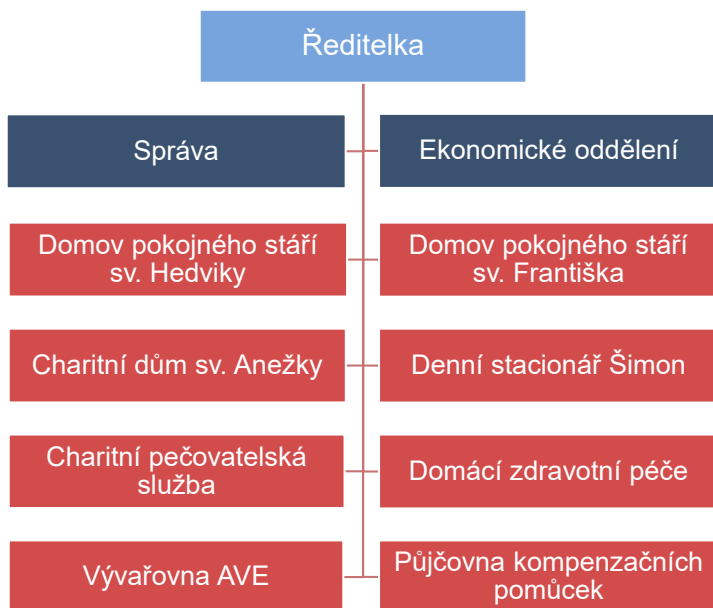 Ředitelka
Správa
Ekonomické oddělení
Domov pokojného stáří
sv. Hedviky
Domov pokojného stáří
sv. Františka
Charitní dům sv. Anežky
Denní stacionář Šimon
Charitní pečovatelská
služba
Domácí zdravotní péče
Vývařovna AVE
Půjčovna kompenzačních
pomůcek